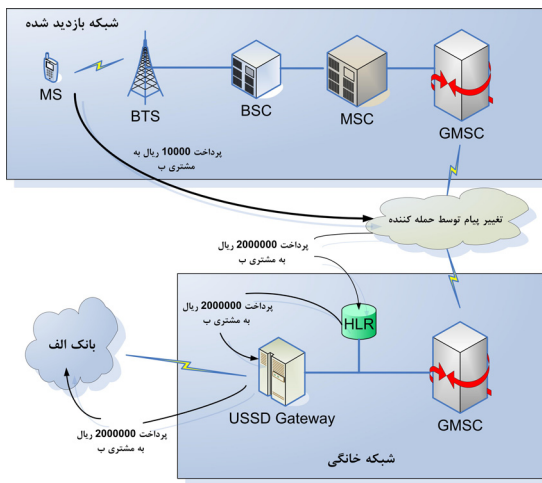 شبکه بازدید شده
MS
BTS
BSC
MSC
GMSC
پرداخت 10000 ریال به
مشتری ب
تغییر پیام توسط حمله کننده
پرداخت 2000000 ریال
به مشتری ب
پرداخت 2000000 ریال
به مشتری ب
HLR
بانک الف
USSD Gateway
GMSC
پرداخت 2000000 ریال
به مشتری ب
شبکه خانگی